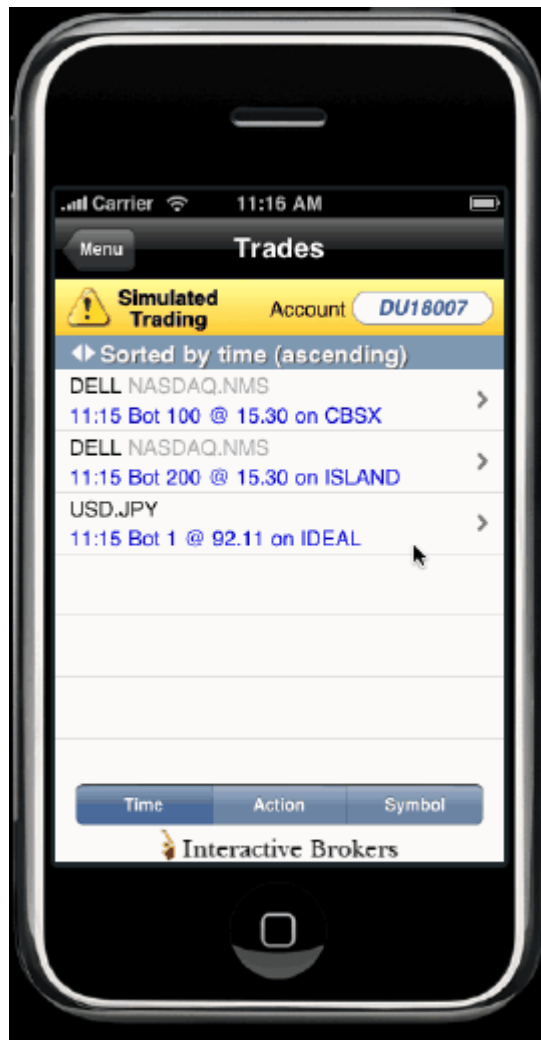 Carrier 11:16 AM
Menu Trades
Simulated Trading Account DU18007
Sorted by time (ascending)
DELL NASDAQ.NMS
11:15 Bot 100 @ 15.30 on CBSX
DELL NASDAQ.NMS
11:15 Bot 200 @ 15.30 on ISLAND
USD.JPY
11:15 Bot 1 @ 92.11 on IDEAL
Time Action Symbol
Interactive Brokers